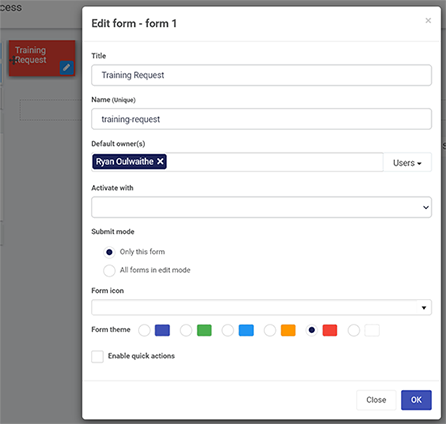 cess
Training
Request
Edit form - form 1
×
Title
Training Request
Name (Unique)
training-request
Default owner(s)
Ryan Oulwaithe ×
Users
Activate with
Submit mode
Only this form
All forms in edit mode
Form icon
Form theme
Enable quick actions
Close
OK